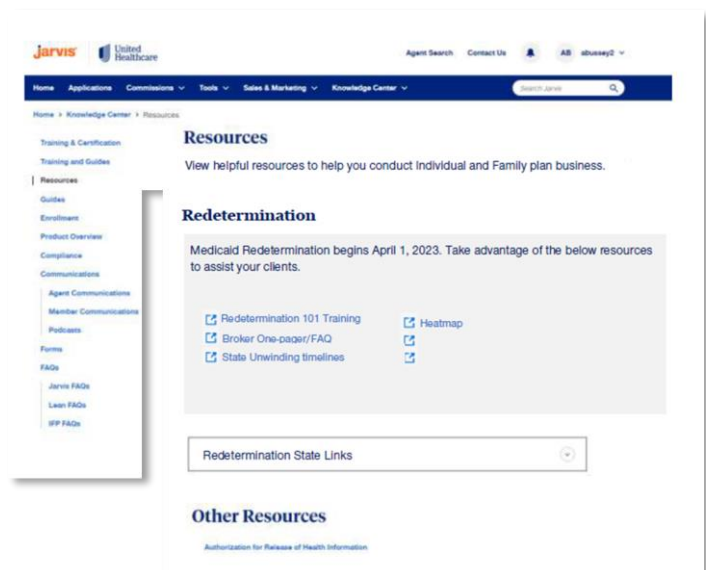 Jarvis United Healthcare
Agent Search Contact Us AB abussey2
Home Applications Commissions Tools Sales & Marketing Knowledge Center Search Jarvis
Home > Knowledge Center > Resources
Training & Certification
Training and Guides
Resources
Guides
Enrollment
Product Overview
Compliance
Communications
Agent Communications
Member Communications
Podcasts
Forms
FAQs
Jarvis FAQs
Lean FAQs
IFP FAQs
Resources
View helpful resources to help you conduct Individual and Family plan business.
Redetermination
Medicaid Redetermination begins April 1, 2023. Take advantage of the below resources
to assist your clients.
Redetermination 101 Training
Broker One-pager/FAQ
State Unwinding timelines
Heatmap
Redetermination State Links
Other Resources
Authorization for Release of Health Information